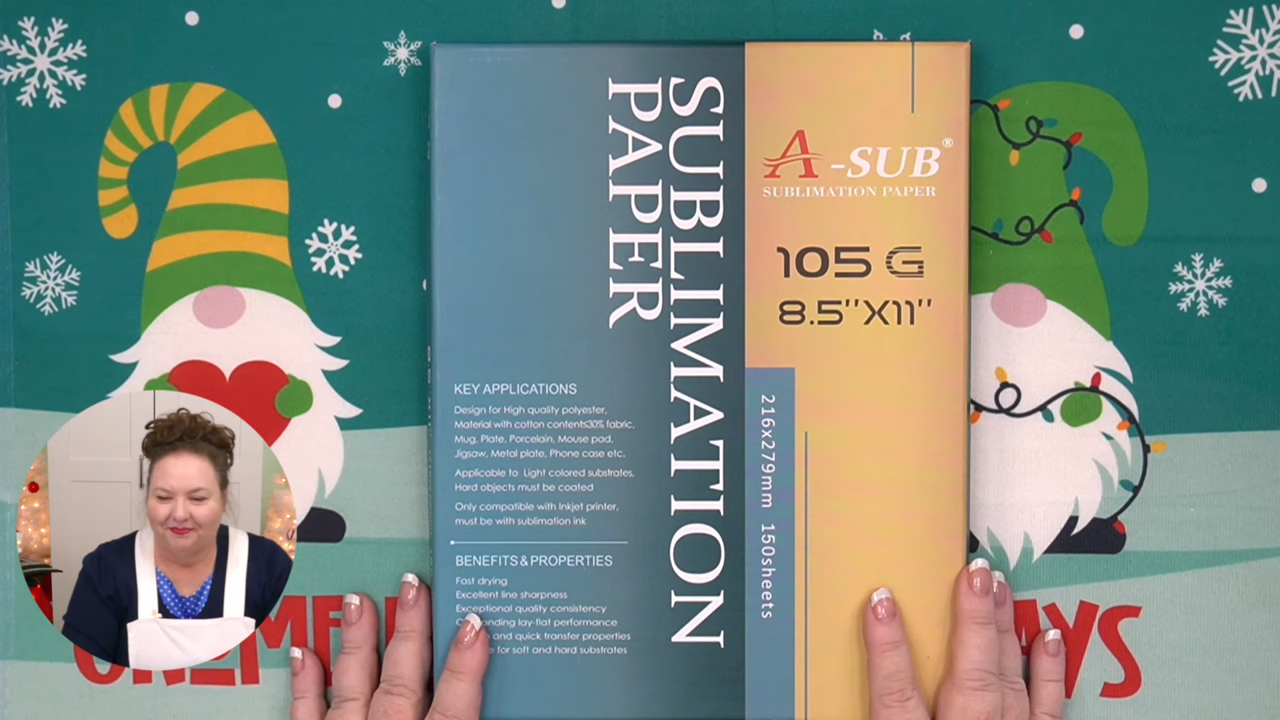 SUBLIMATION
PAPER
A-SUB®
SUBLIMATION PAPER
105 G
8.5"X11"
216x279mm 150sheets
KEY APPLICATIONS
Design for High quality polyester,
Material with cotton content≤30% fabric,
Mug, Plate, Porcelain, Mouse pad,
Jigsaw, Metal plate, Phone case etc.
Applicable to Light colored substrates,
Hard objects must be coated
Only compatible with Inkjet printer,
must be with sublimation ink
BENEFITS & PROPERTIES
Fast drying
Excellent line sharpness
Exceptional quality consistency
lay-flat performance
and quick transfer properties
for soft and hard substrates